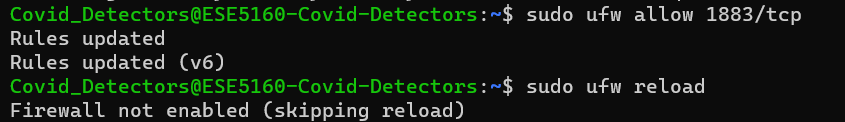 Covid_Detectors@ESE5160-Covid-Detectors:~$ sudo ufw allow 1883/tcp
Rules updated
Rules updated (v6)
Covid_Detectors@ESE5160-Covid-Detectors:~$ sudo ufw reload
Firewall not enabled (skipping reload)